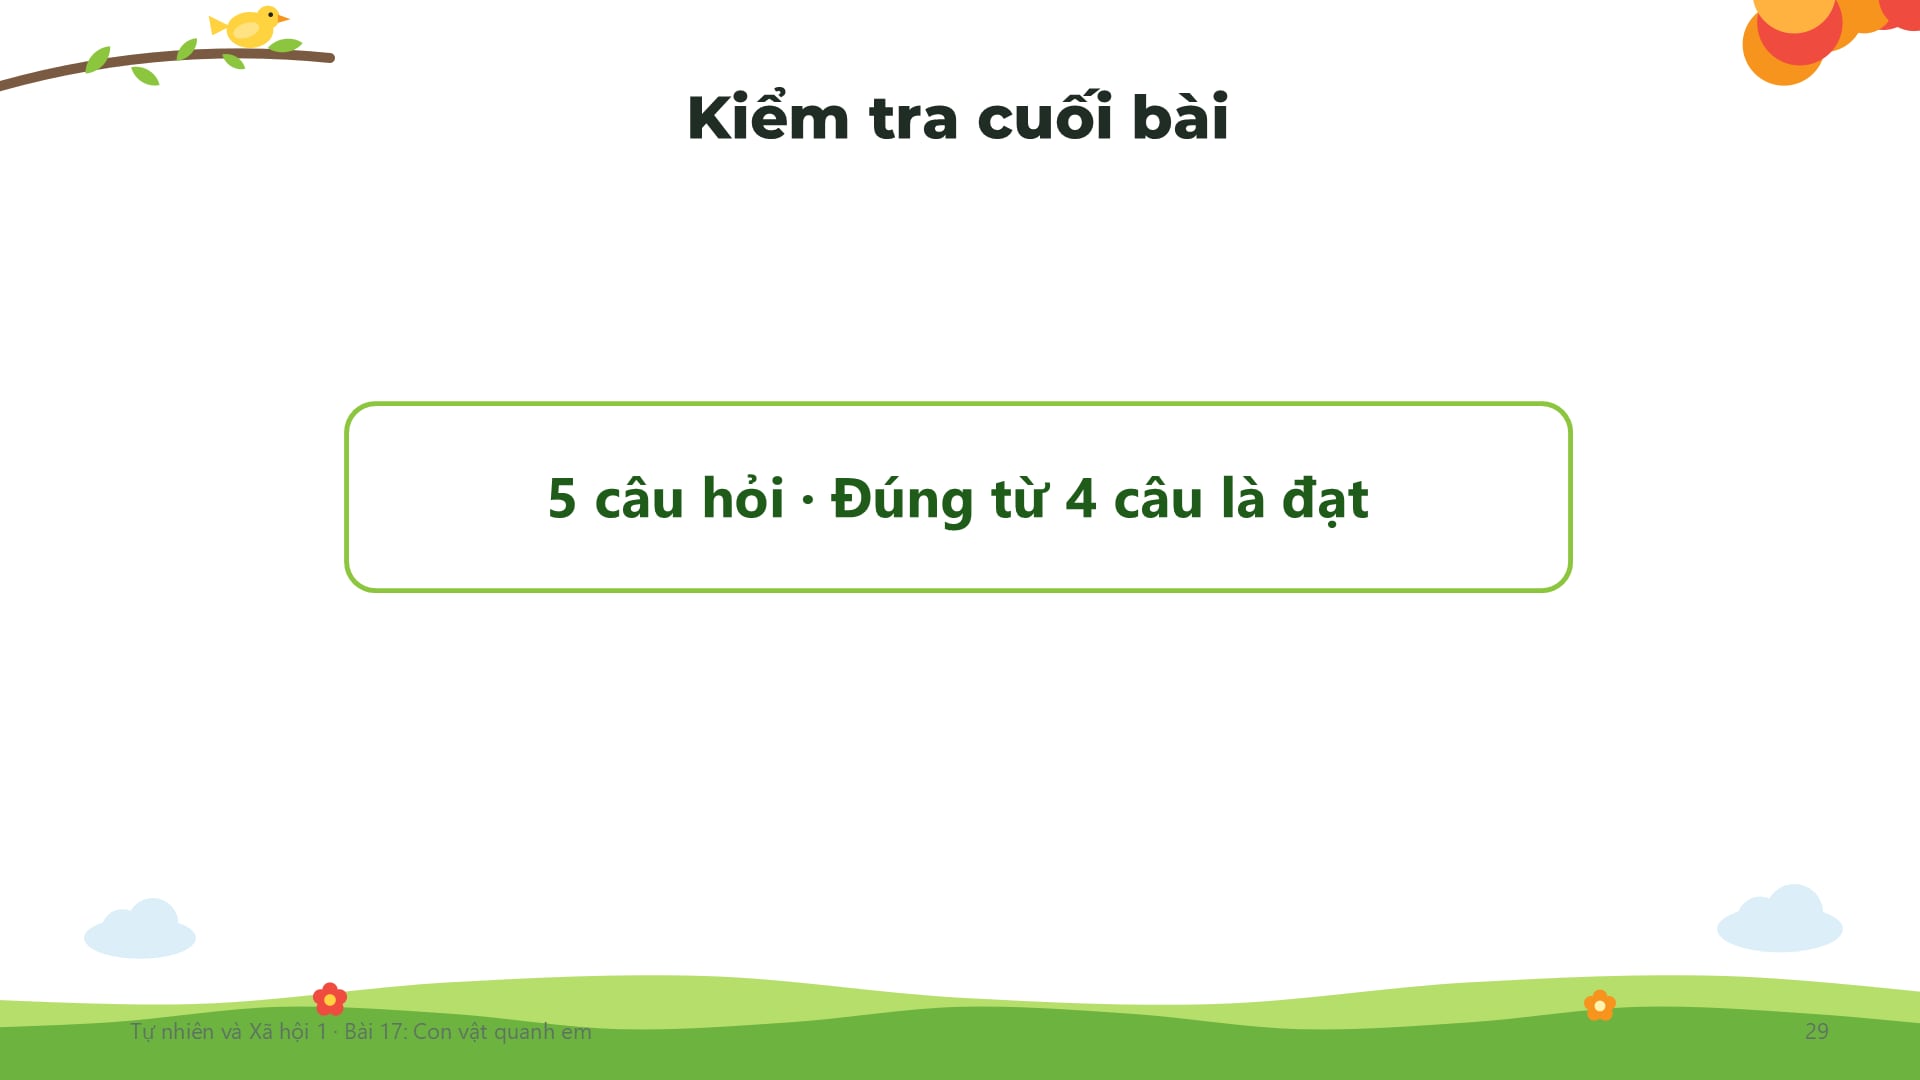 Kiểm tra cuối bài
5 câu hỏi · Đúng từ 4 câu là đạt
Tự nhiên và Xã hội 1 · Bài 17: Con vật quanh em
29